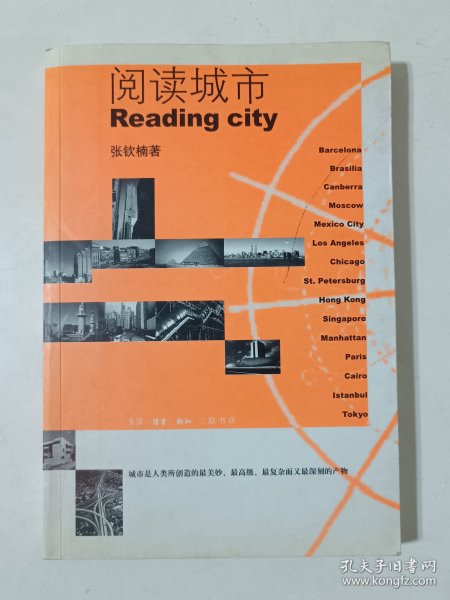 阅读城市
Reading city
张钦楠著
Barcelona
Brasilia
Canberra
Moscow
Mexico City
Los Angeles
Chicago
St. Petersburg
Hong Kong
Singapore
Manhattan
Paris
Cairo
Istanbul
Tokyo
生活·读书·新知 三联书店
城市是人类所创造的最美妙、最高级、最复杂而又最深刻的产物
孔夫子旧书网
www.kongfz.com